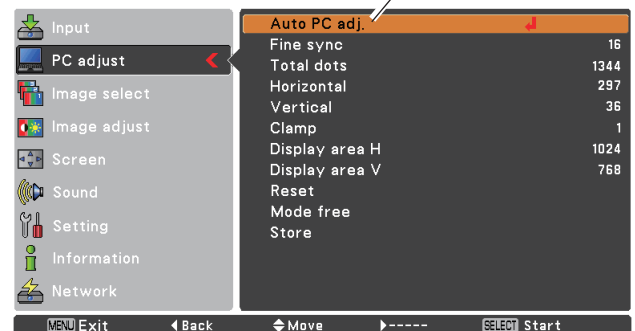 Input
PC adjust
Image select
Image adjust
Screen
Sound
Setting
Information
Network
Auto PC adj.
Fine sync 16
Total dots 1344
Horizontal 297
Vertical 36
Clamp 1
Display area H 1024
Display area V 768
Reset
Mode free
Store
MENU Exit Back Move ----- SELECT Start